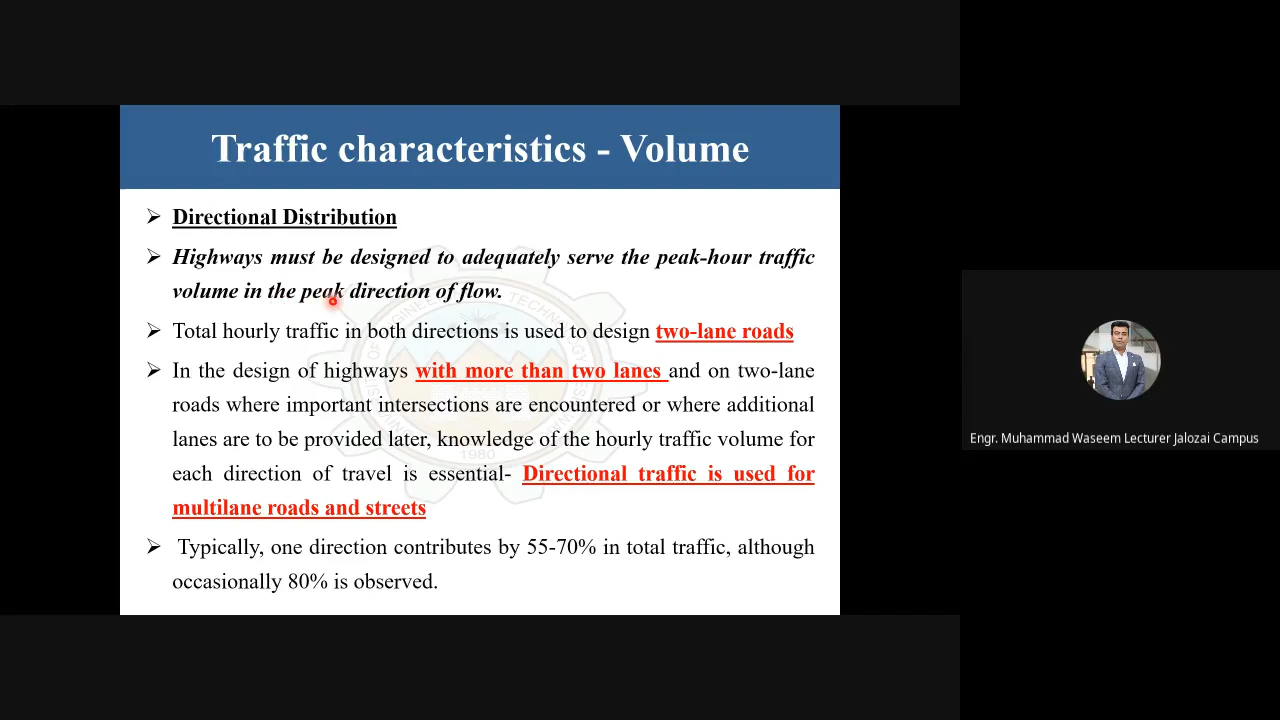 Traffic characteristics - Volume
➢ Directional Distribution
➢ Highways must be designed to adequately serve the peak-hour traffic
volume in the peak direction of flow.
➢ Total hourly traffic in both directions is used to design two-lane roads
➢ In the design of highways with more than two lanes and on two-lane
roads where important intersections are encountered or where additional
lanes are to be provided later, knowledge of the hourly traffic volume for
each direction of travel is essential- Directional traffic is used for
multilane roads and streets
➢ Typically, one direction contributes by 55-70% in total traffic, although
occasionally 80% is observed.
1980
Engr. Muhammad Waseem Lecturer Jalozai Campus